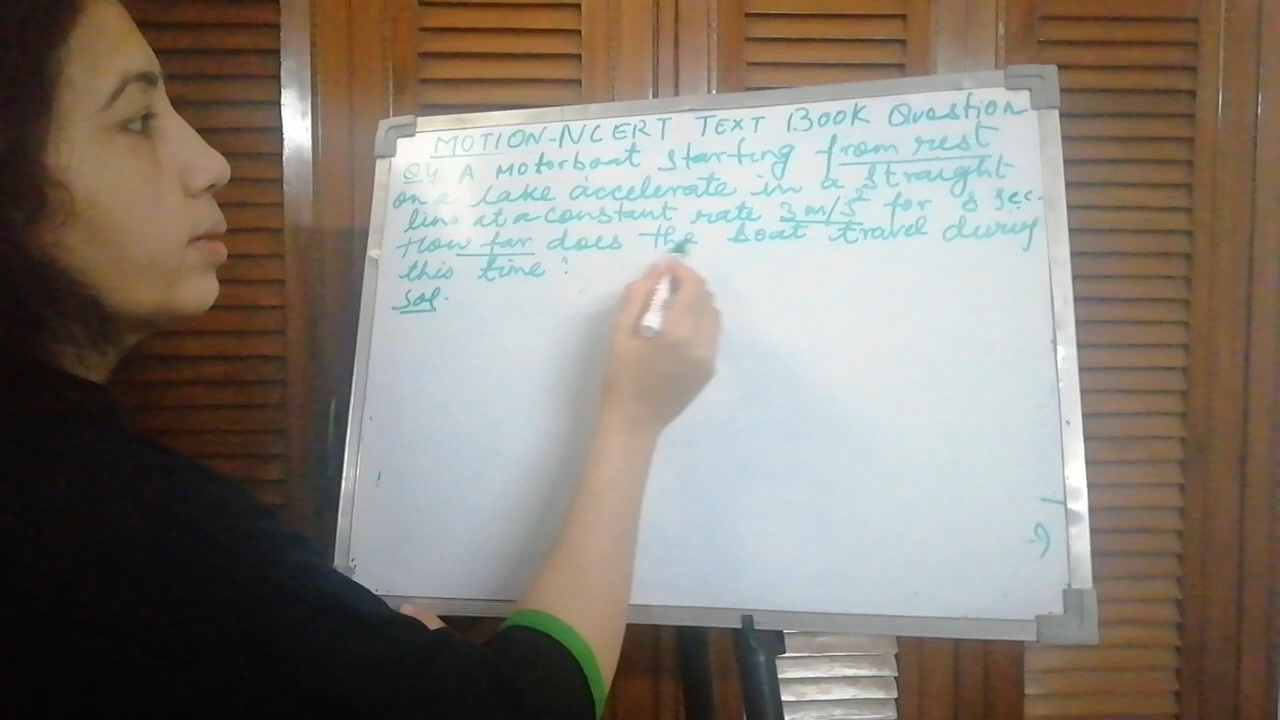 MOTION-NCERT TEXT BOOK Question
Q4. A Motorboat starting from rest
on a lake accelerate in a straight
line at a constant rate 3m/s² for 8 sec.
How far does the boat travel during
this time?
Sol.